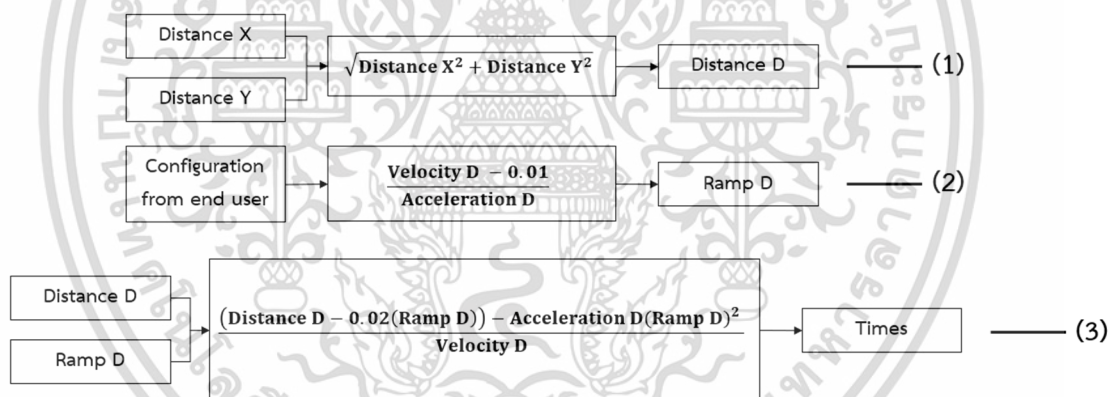 Distance X
Distance Y
√Distance X² + Distance Y²
Distance D
(1)
Configuration
from end user
Velocity D − 0.01
Acceleration D
Ramp D
(2)
Distance D
Ramp D
(Distance D − 0.02(Ramp D)) − Acceleration D(Ramp D)²
Velocity D
Times
(3)